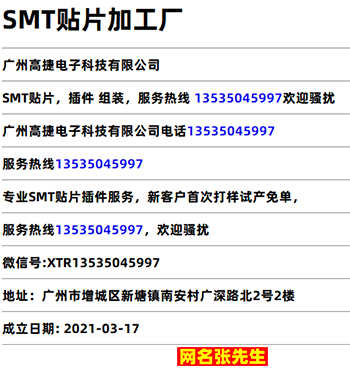 SMT贴片加工厂
广州高捷电子科技有限公司
SMT贴片，插件 组装，服务热线 13535045997欢迎骚扰
广州高捷电子科技有限公司电话13535045997
服务热线13535045997
专业SMT贴片插件服务，新客户首次打样试产免单，
服务热线13535045997，欢迎骚扰
微信号:XTR13535045997
地址：广州市增城区新塘镇南安村广深路北2号2楼
成立日期: 2021-03-17
网名张先生